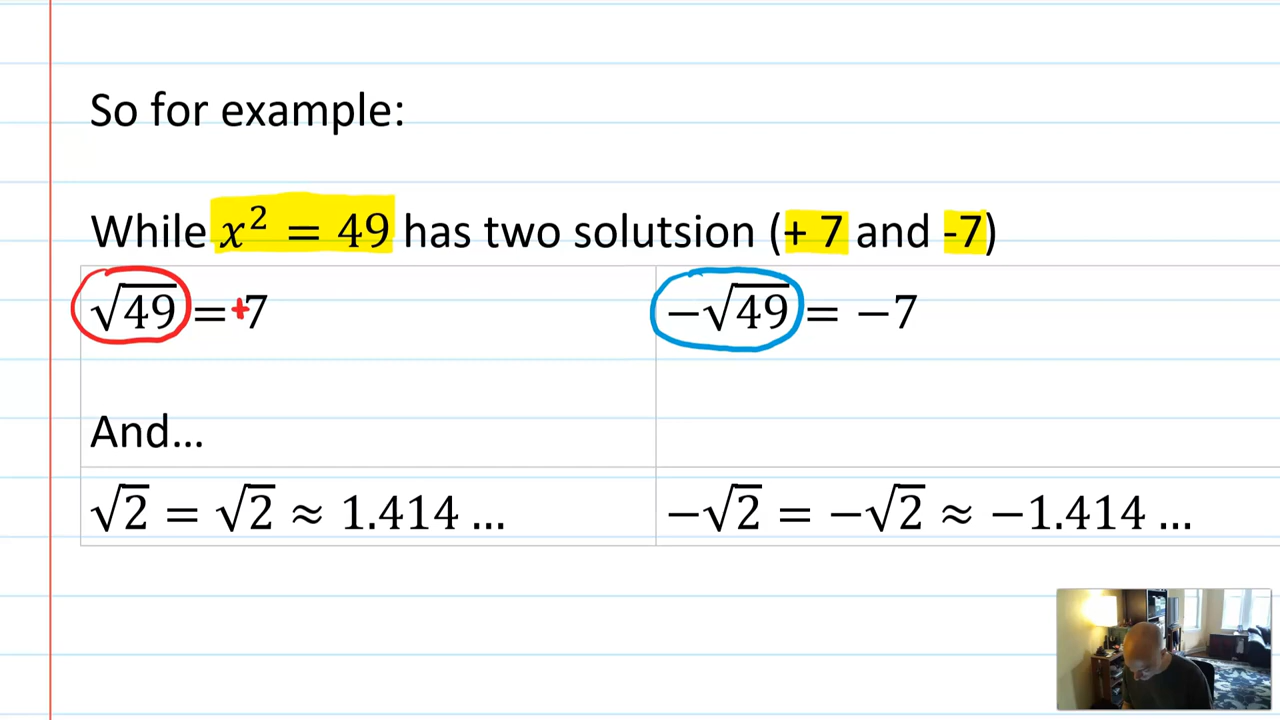 So for example:
While x² = 49 has two solutsion (+ 7 and -7)
√49 = +7
−√49 = −7
And...
√2 = √2 ≈ 1.414 ...
−√2 = −√2 ≈ −1.414 ...